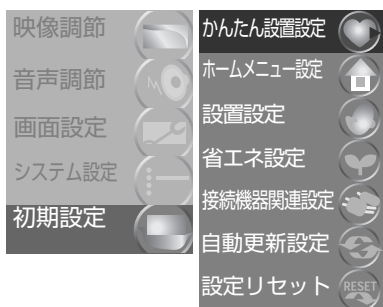 映像調節
音声調節
画面設定
システム設定
初期設定
かんたん設置設定
ホームメニュー設定
設置設定
省エネ設定
接続機器関連設定
自動更新設定
設定リセット
RESET